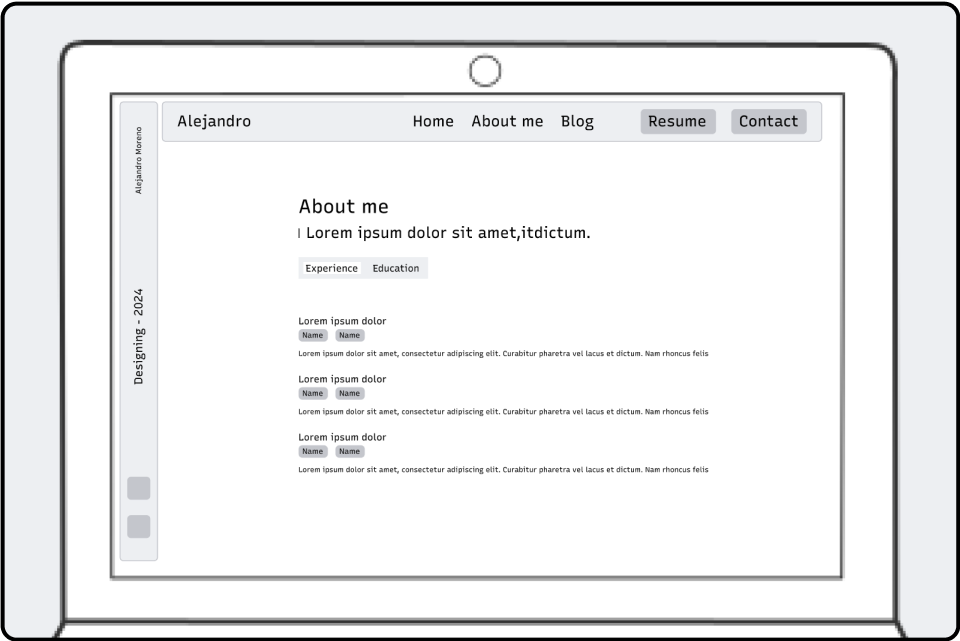 Alejandro Moreno
Designing - 2024
Alejandro Home About me Blog Resume Contact
About me
Lorem ipsum dolor sit amet,itdictum.
Experience Education
Lorem ipsum dolor
Name Name
Lorem ipsum dolor sit amet, consectetur adipiscing elit. Curabitur pharetra vel lacus et dictum. Nam rhoncus felis
Lorem ipsum dolor
Name Name
Lorem ipsum dolor sit amet, consectetur adipiscing elit. Curabitur pharetra vel lacus et dictum. Nam rhoncus felis
Lorem ipsum dolor
Name Name
Lorem ipsum dolor sit amet, consectetur adipiscing elit. Curabitur pharetra vel lacus et dictum. Nam rhoncus felis